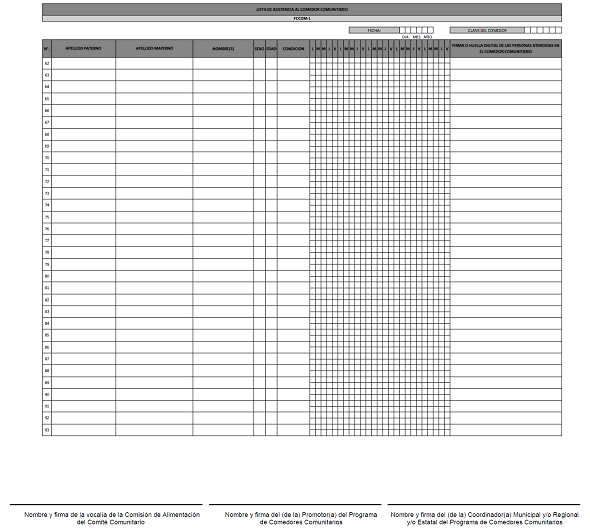 LISTA DE ASISTENCIA AL COMEDOR COMUNITARIO
FCCOM-L
FECHA: CLAVE DEL COMEDOR
DIA MES AÑO
N°. APELLIDO PATERNO APELLIDO MATERNO NOMBRE(S) SEXO EDAD CONDICION L M M J V L M M J V L M M J V L M M J V L M M J V FIRMA O HUELLA DIGITAL DE LAS PERSONAS ATENDIDAS EN
EL COMEDOR COMUNITARIO
62
63
64
65
66
67
68
69
70
71
72
73
74
75
76
77
78
79
80
81
82
83
84
85
86
87
88
89
90
91
92
93
Nombre y firma de la vocalía de la Comisión de Alimentación
del Comité Comunitario
Nombre y firma del (de la) Promotor(a) del Programa
de Comedores Comunitarios
Nombre y firma del (de la) Coordinador(a) Municipal y/o Regional
y/o Estatal del Programa de Comedores Comunitarios